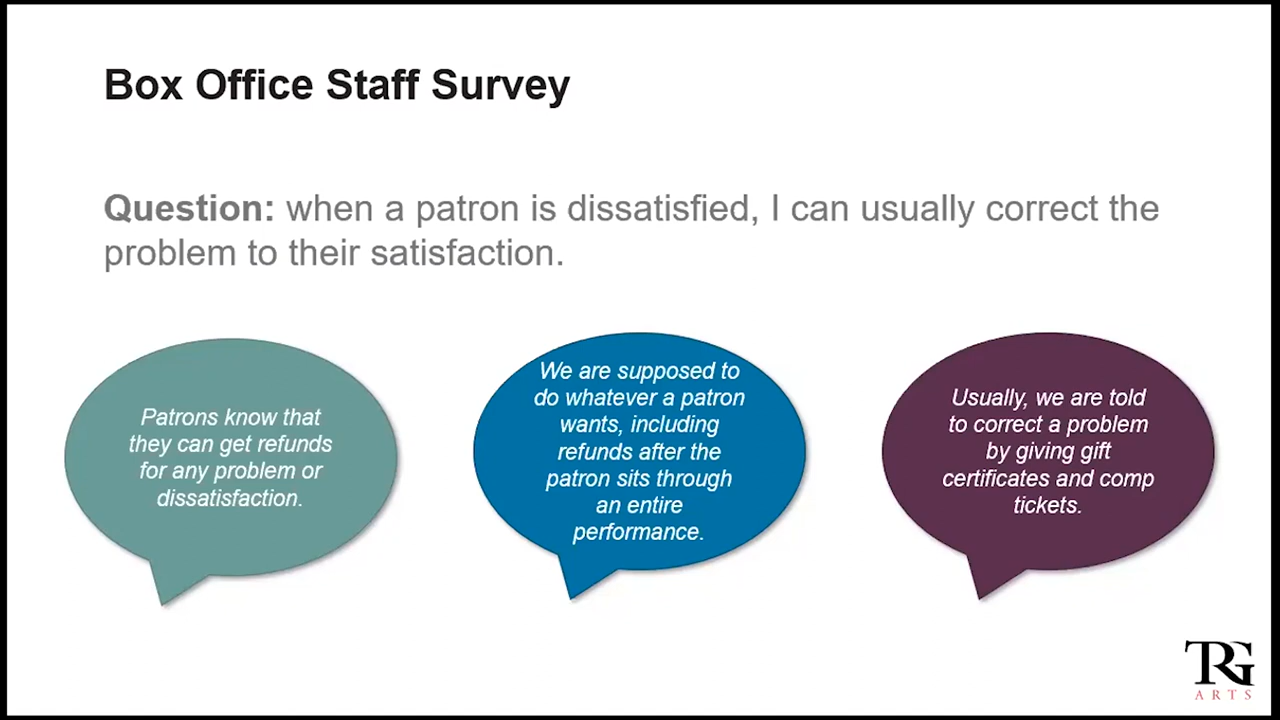 Box Office Staff Survey
Question: when a patron is dissatisfied, I can usually correct the
problem to their satisfaction.
Patrons know that
they can get refunds
for any problem or
dissatisfaction.
We are supposed to
do whatever a patron
wants, including
refunds after the
patron sits through
an entire
performance.
Usually, we are told
to correct a problem
by giving gift
certificates and comp
tickets.
TRG
ARTS